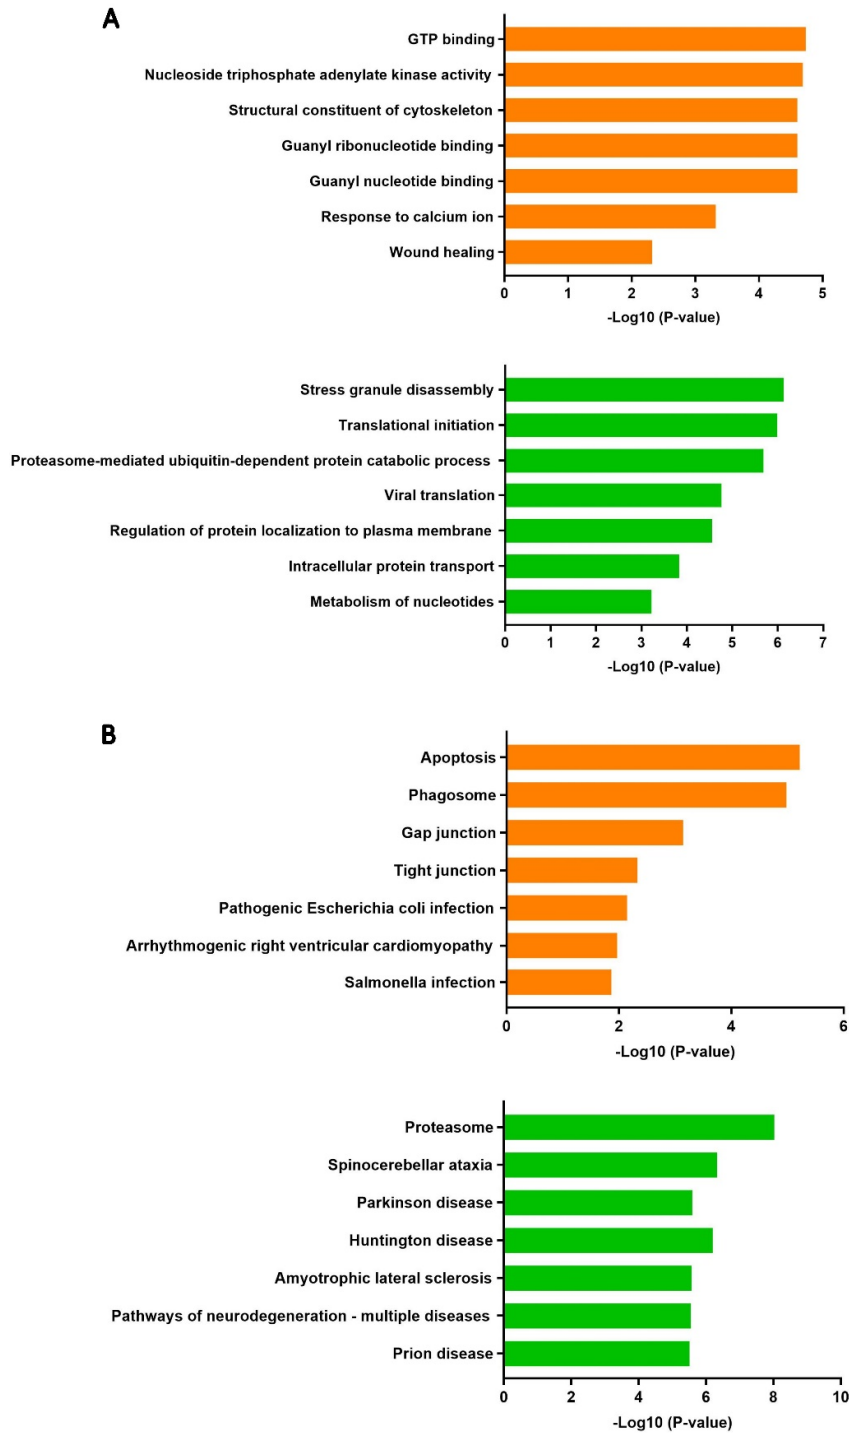 A
GTP binding
Nucleoside triphosphate adenylate kinase activity
Structural constituent of cytoskeleton
Guanyl ribonucleotide binding
Guanyl nucleotide binding
Response to calcium ion
Wound healing
0 1 2 3 4 5
-Log10 (P-value)
Stress granule disassembly
Translational initiation
Proteasome-mediated ubiquitin-dependent protein catabolic process
Viral translation
Regulation of protein localization to plasma membrane
Intracellular protein transport
Metabolism of nucleotides
0 1 2 3 4 5 6 7
-Log10 (P-value)
B
Apoptosis
Phagosome
Gap junction
Tight junction
Pathogenic Escherichia coli infection
Arrhythmogenic right ventricular cardiomyopathy
Salmonella infection
0 2 4 6
-Log10 (P-value)
Proteasome
Spinocerebellar ataxia
Parkinson disease
Huntington disease
Amyotrophic lateral sclerosis
Pathways of neurodegeneration - multiple diseases
Prion disease
0 2 4 6 8 10
-Log10 (P-value)